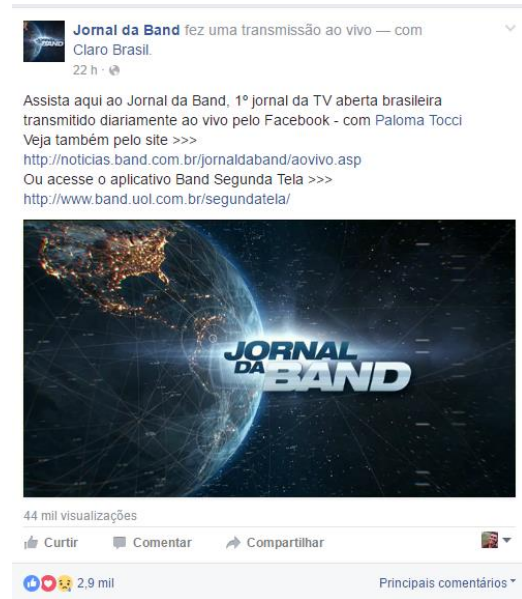 Jornal da Band fez uma transmissão ao vivo — com
Claro Brasil.
22 h ·
Assista aqui ao Jornal da Band, 1º jornal da TV aberta brasileira
transmitido diariamente ao vivo pelo Facebook - com Paloma Tocci
Veja também pelo site >>>
http://noticias.band.com.br/jornaldaband/aovivo.asp
Ou acesse o aplicativo Band Segunda Tela >>>
http://www.band.uol.com.br/segundatela/
JORNAL
DA BAND
44 mil visualizações
Curtir Comentar Compartilhar
2,9 mil Principais comentários